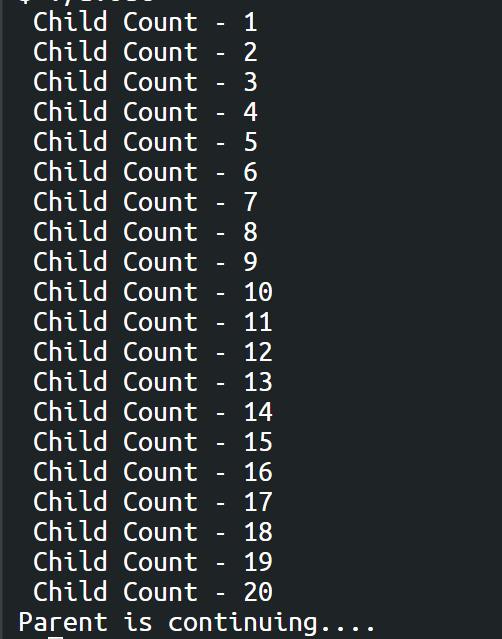 Child Count - 1
Child Count - 2
Child Count - 3
Child Count - 4
Child Count - 5
Child Count - 6
Child Count - 7
Child Count - 8
Child Count - 9
Child Count - 10
Child Count - 11
Child Count - 12
Child Count - 13
Child Count - 14
Child Count - 15
Child Count - 16
Child Count - 17
Child Count - 18
Child Count - 19
Child Count - 20
Parent is continuing....